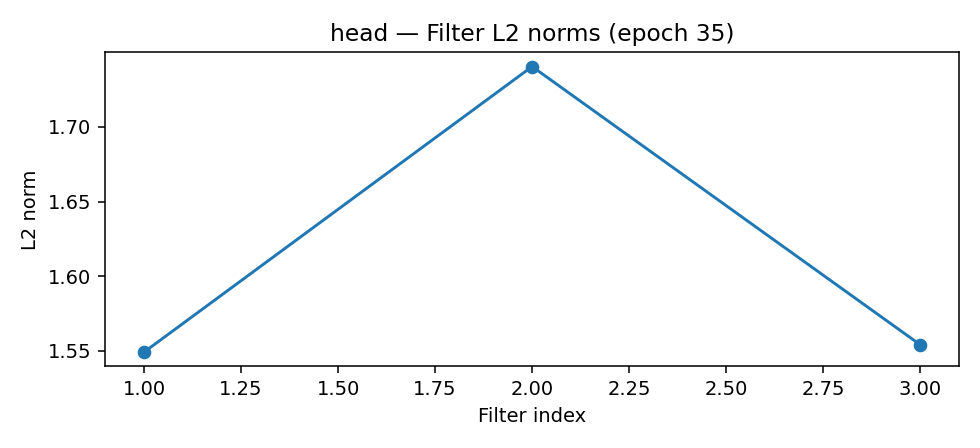 head — Filter L2 norms (epoch 35)
L2 norm
1.70
1.65
1.60
1.55
1.00 1.25 1.50 1.75 2.00 2.25 2.50 2.75 3.00
Filter index